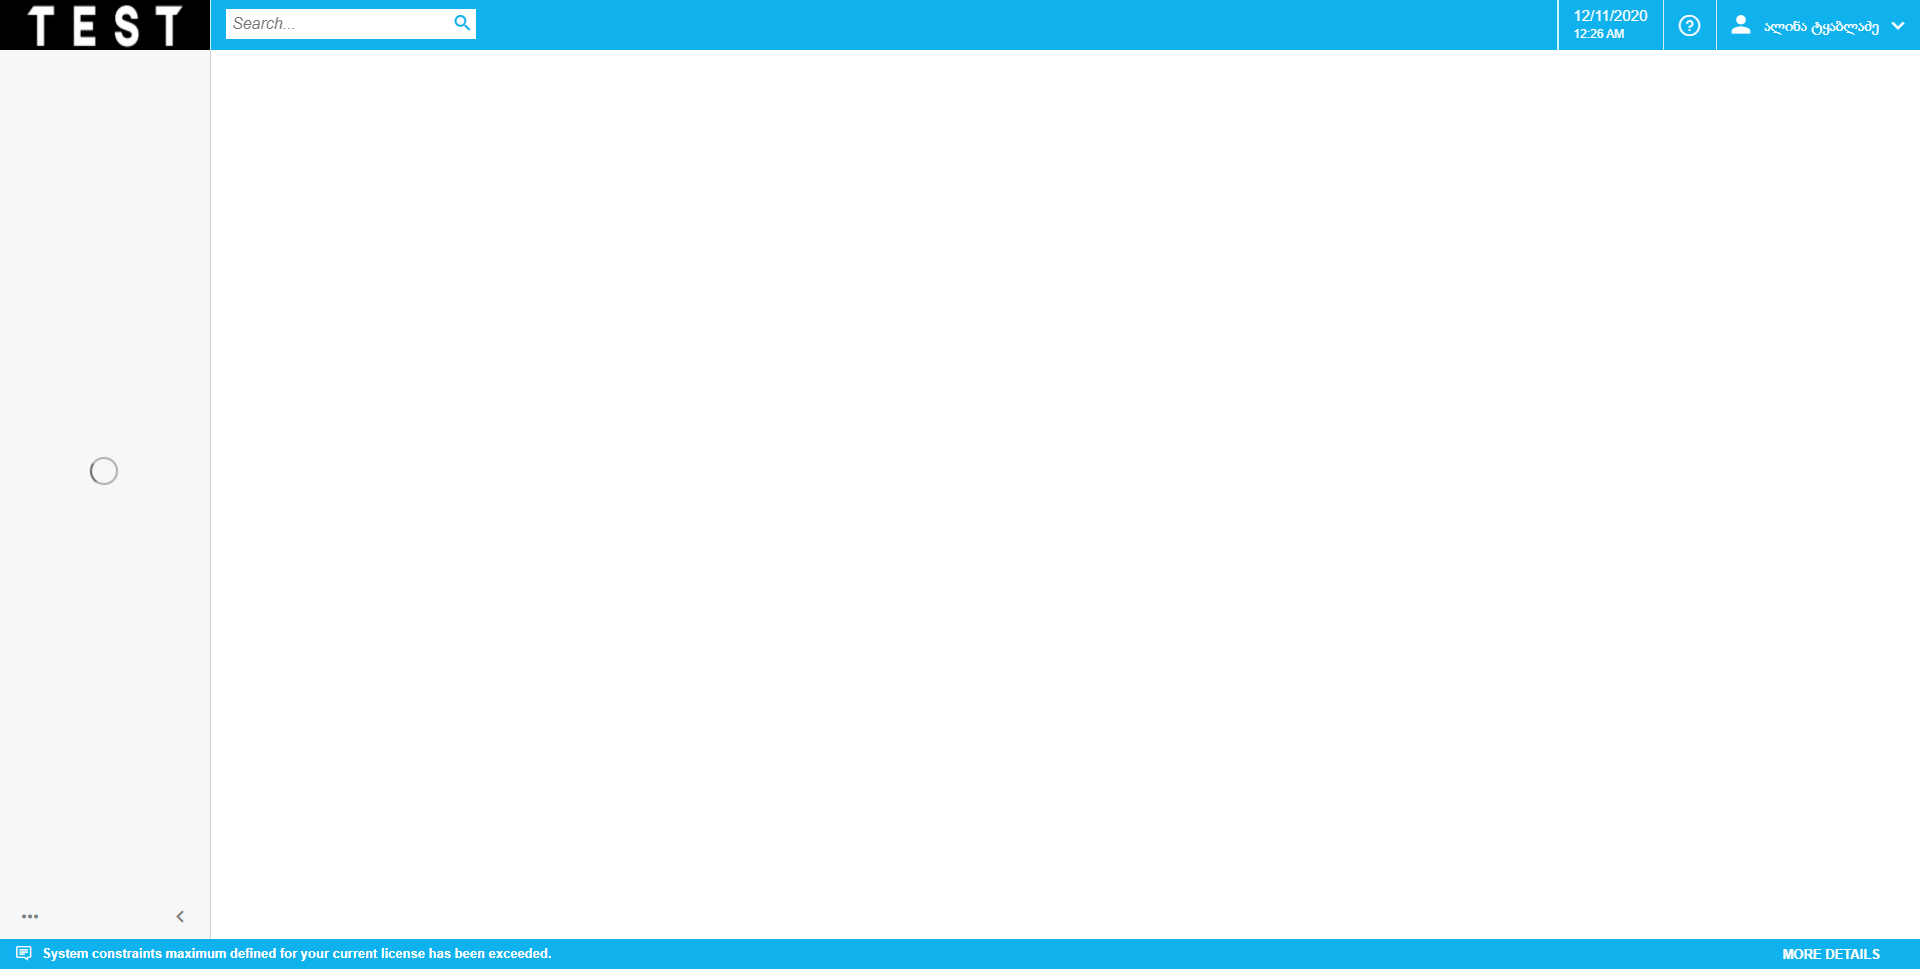 TEST
Search...
12/11/2020
12:26 AM
ალინა ტყაბლაძე
System constraints maximum defined for your current license has been exceeded.
MORE DETAILS